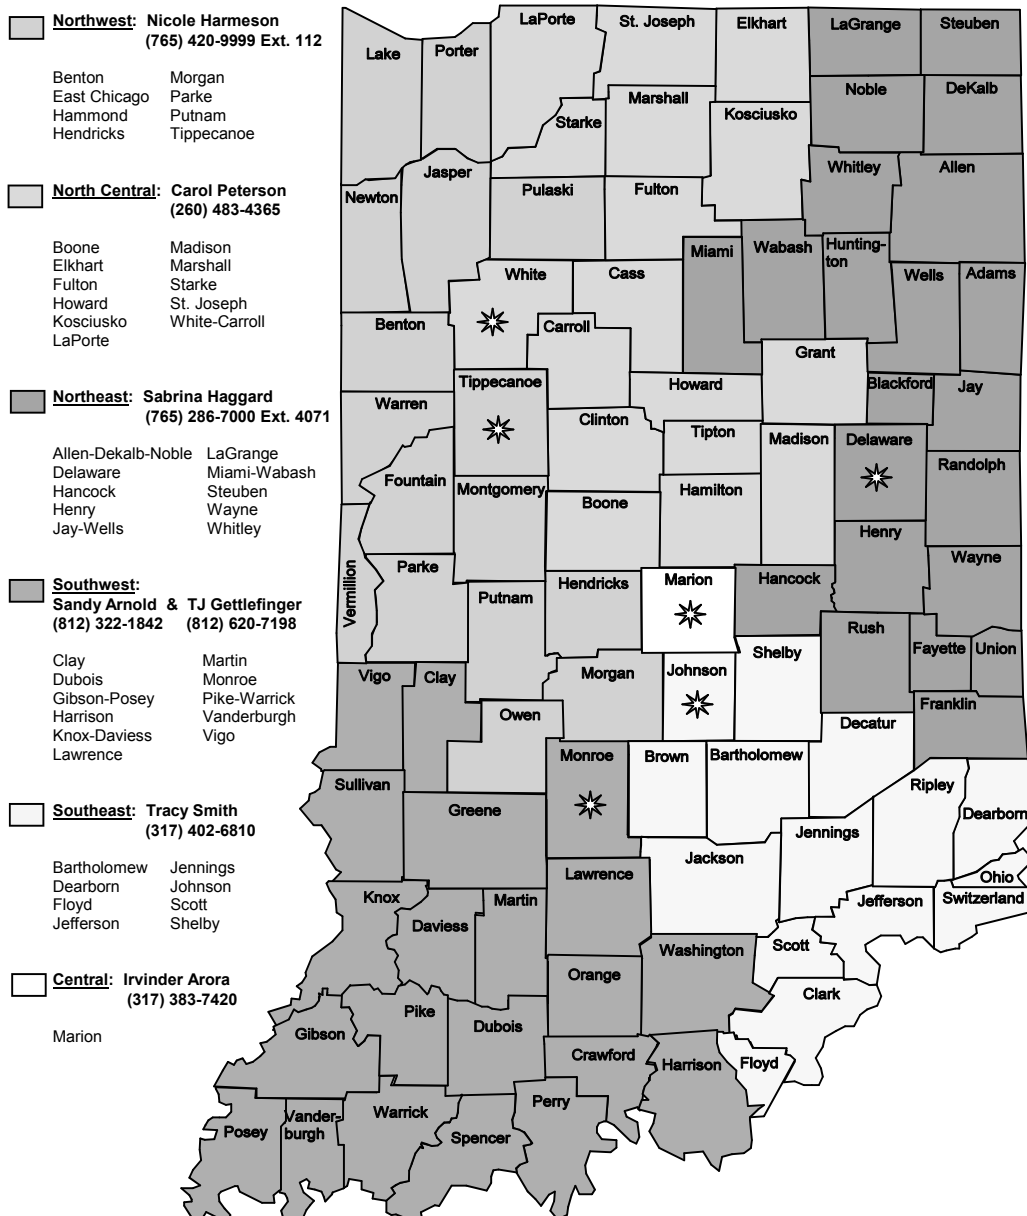 Northwest: Nicole Harmeson
(765) 420-9999 Ext. 112
Benton Morgan
East Chicago Parke
Hammond Putnam
Hendricks Tippecanoe
North Central: Carol Peterson
(260) 483-4365
Boone Madison
Elkhart Marshall
Fulton Starke
Howard St. Joseph
Kosciusko White-Carroll
LaPorte
Northeast: Sabrina Haggard
(765) 286-7000 Ext. 4071
Allen-Dekalb-Noble LaGrange
Delaware Miami-Wabash
Hancock Steuben
Henry Wayne
Jay-Wells Whitley
Southwest:
Sandy Arnold & TJ Gettlefinger
(812) 322-1842 (812) 620-7198
Clay Martin
Dubois Monroe
Gibson-Posey Pike-Warrick
Harrison Vanderburgh
Knox-Daviess Vigo
Lawrence
Southeast: Tracy Smith
(317) 402-6810
Bartholomew Jennings
Dearborn Johnson
Floyd Scott
Jefferson Shelby
Central: Irvinder Arora
(317) 383-7420
Marion
Lake
Porter
LaPorte
St. Joseph
Elkhart
LaGrange
Steuben
Noble
DeKalb
Marshall
Kosciusko
Starke
Jasper
Newton
Pulaski
Fulton
Whitley
Allen
Miami
Wabash
Hunting-
ton
Wells
Adams
White
Cass
Benton
Carroll
Grant
Tippecanoe
Howard
Blackford
Jay
Warren
Clinton
Tipton
Madison
Delaware
Randolph
Fountain
Montgomery
Boone
Hamilton
Henry
Wayne
Vermillion
Parke
Putnam
Hendricks
Marion
Hancock
Rush
Fayette
Union
Shelby
Johnson
Morgan
Vigo
Clay
Owen
Franklin
Decatur
Monroe
Brown
Bartholomew
Sullivan
Greene
Ripley
Dearborn
Jennings
Jackson
Lawrence
Ohio
Switzerland
Jefferson
Knox
Martin
Daviess
Scott
Washington
Orange
Clark
Pike
Gibson
Dubois
Crawford
Harrison
Floyd
Perry
Warrick
Vander-
burgh
Posey
Spencer